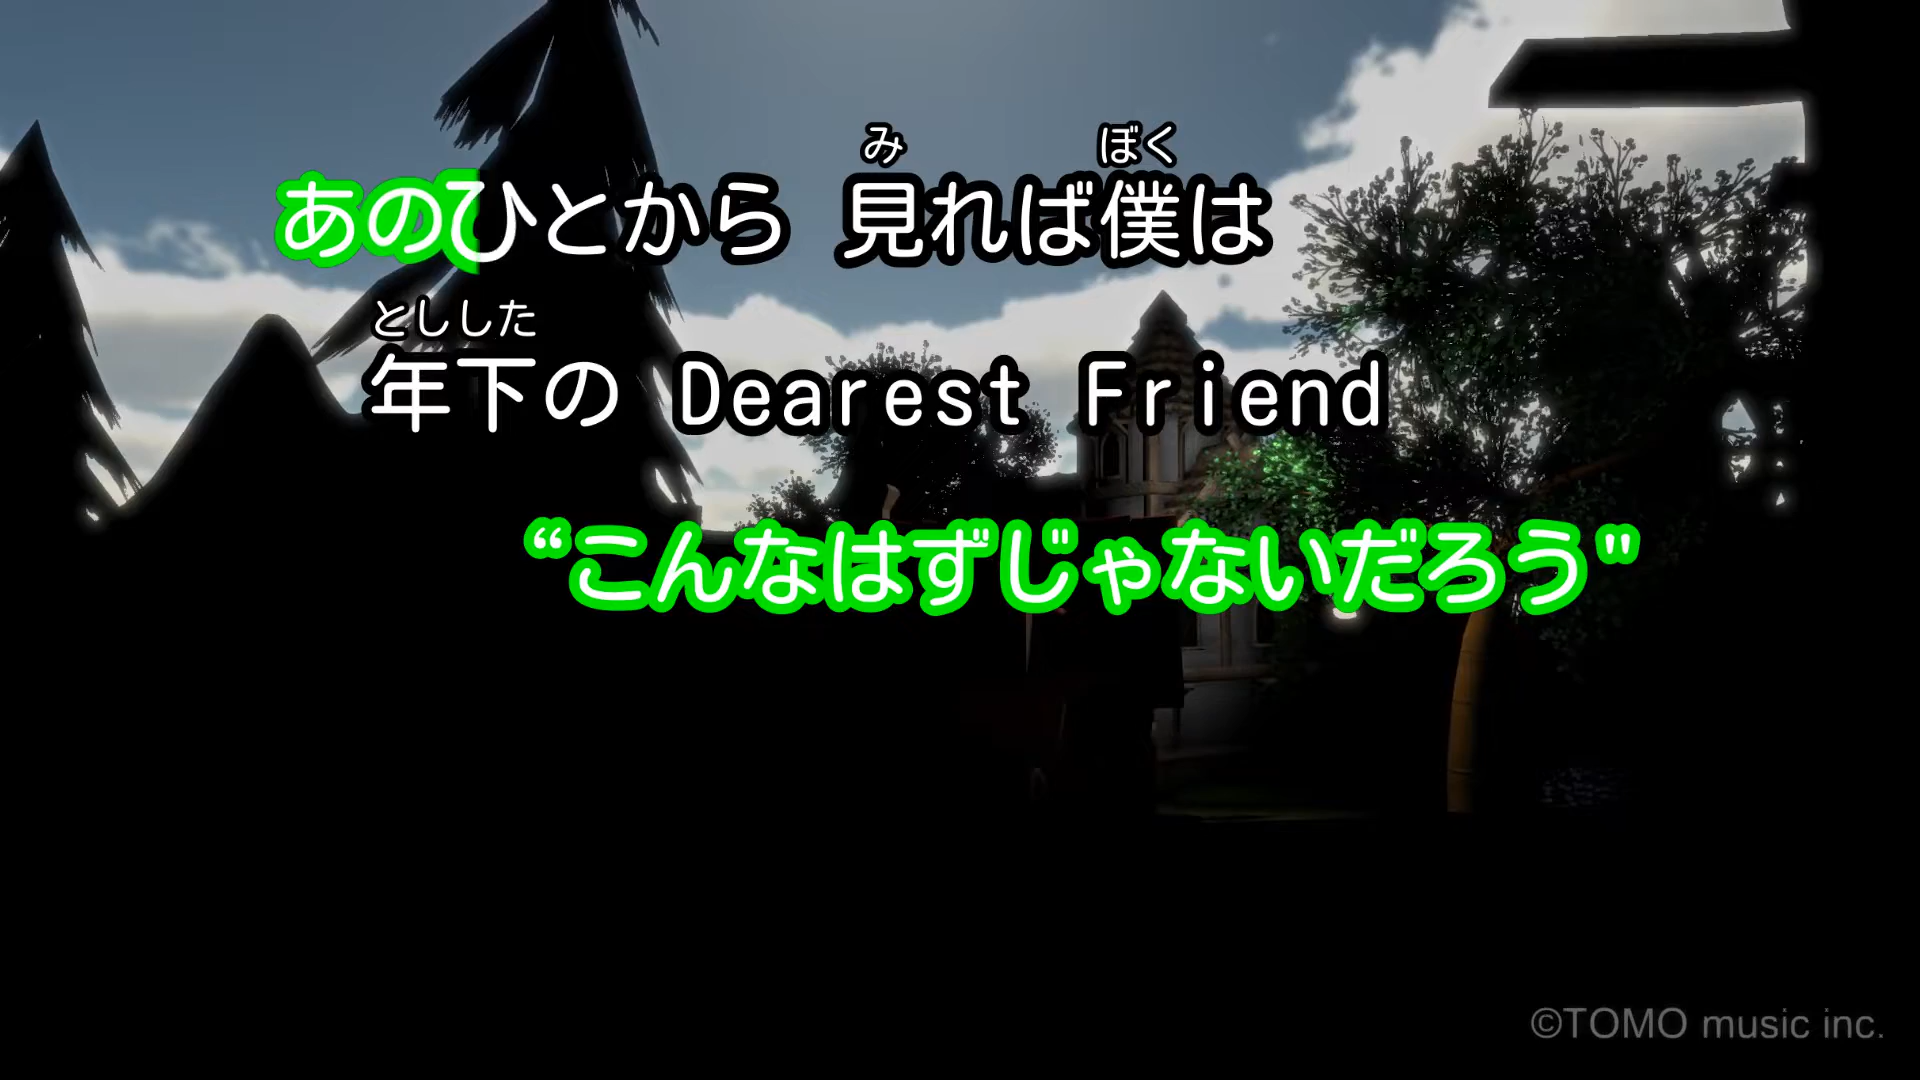 み ぼく
あのひとから 見れば僕は
としした
年下の Dearest Friend
“こんなはずじゃないだろう"
©TOMO music inc.